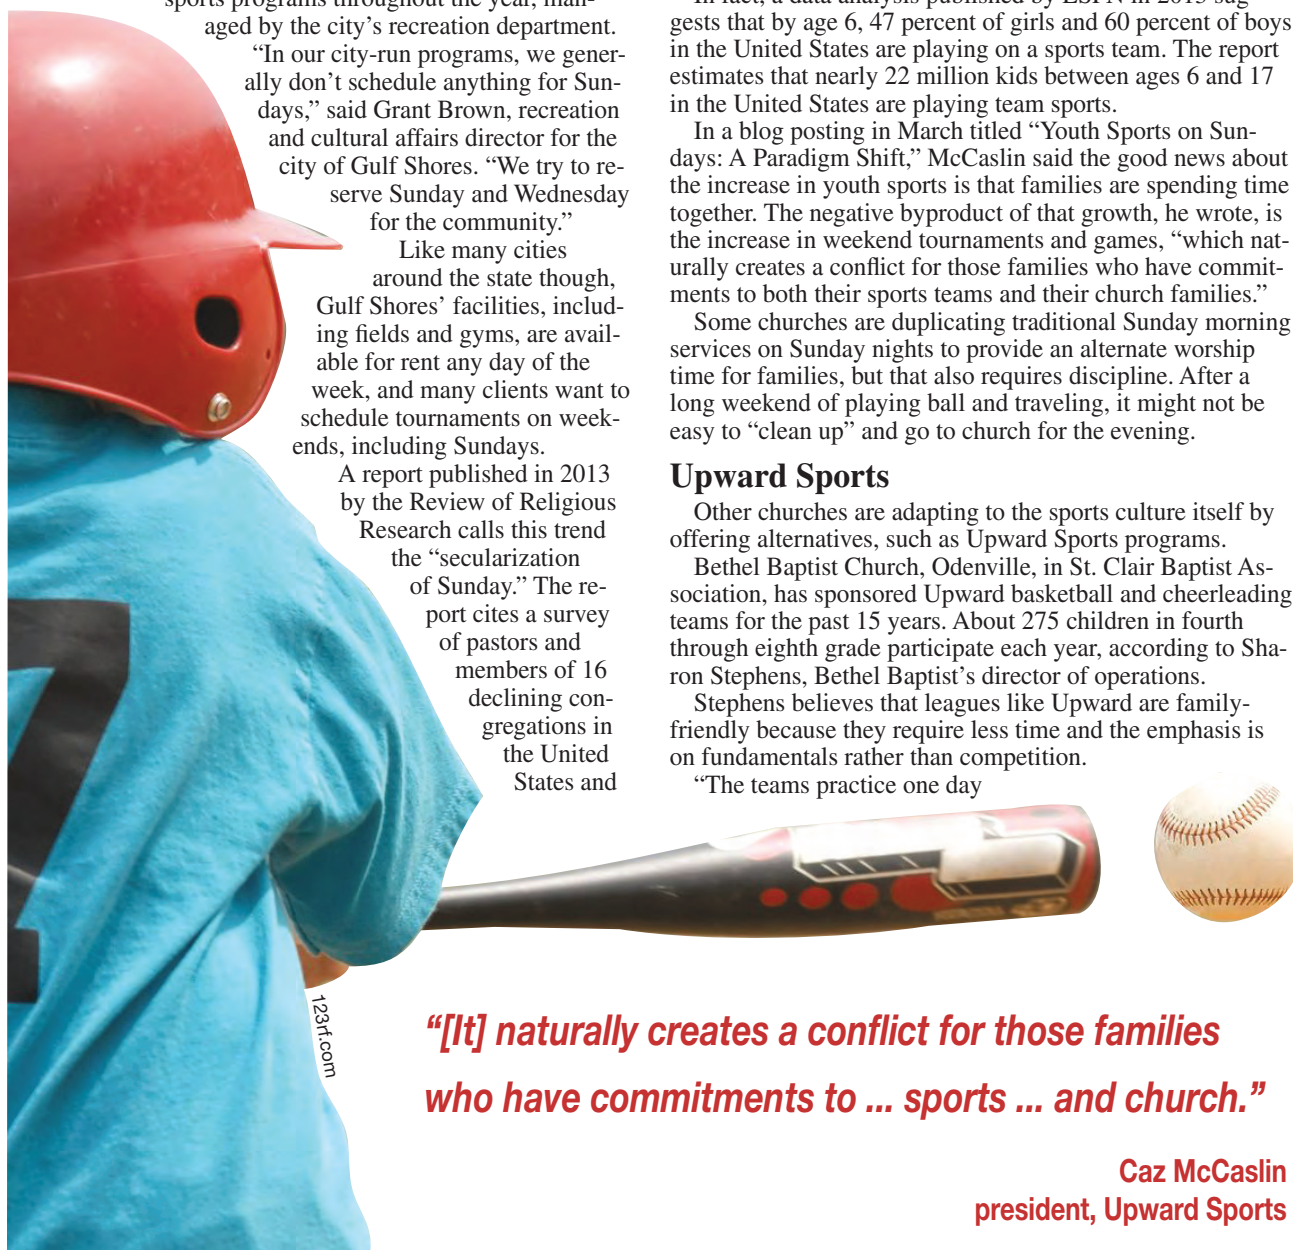 sports programs throughout the year, man-
aged by the city's recreation department.
“In our city-run programs, we gener-
ally don't schedule anything for Sun-
days,” said Grant Brown, recreation
and cultural affairs director for the
city of Gulf Shores. “We try to re-
serve Sunday and Wednesday
for the community.”
Like many cities
around the state though,
Gulf Shores' facilities, includ-
ing fields and gyms, are avail-
able for rent any day of the
week, and many clients want to
schedule tournaments on week-
ends, including Sundays.
A report published in 2013
by the Review of Religious
Research calls this trend
the “secularization
of Sunday.” The re-
port cites a survey
of pastors and
members of 16
declining con-
gregations in
the United
States and
In fact, a data analysis published by ESPN in 2013 sug-
gests that by age 6, 47 percent of girls and 60 percent of boys
in the United States are playing on a sports team. The report
estimates that nearly 22 million kids between ages 6 and 17
in the United States are playing team sports.
In a blog posting in March titled “Youth Sports on Sun-
days: A Paradigm Shift,” McCaslin said the good news about
the increase in youth sports is that families are spending time
together. The negative byproduct of that growth, he wrote, is
the increase in weekend tournaments and games, “which nat-
urally creates a conflict for those families who have commit-
ments to both their sports teams and their church families.”
Some churches are duplicating traditional Sunday morning
services on Sunday nights to provide an alternate worship
time for families, but that also requires discipline. After a
long weekend of playing ball and traveling, it might not be
easy to “clean up” and go to church for the evening.
Upward Sports
Other churches are adapting to the sports culture itself by
offering alternatives, such as Upward Sports programs.
Bethel Baptist Church, Odenville, in St. Clair Baptist As-
sociation, has sponsored Upward basketball and cheerleading
teams for the past 15 years. About 275 children in fourth
through eighth grade participate each year, according to Sha-
ron Stephens, Bethel Baptist's director of operations.
Stephens believes that leagues like Upward are family-
friendly because they require less time and the emphasis is
on fundamentals rather than competition.
“The teams practice one day
7
123rf.com
“[It] naturally creates a conflict for those families
who have commitments to ... sports ... and church.”
Caz McCaslin
president, Upward Sports